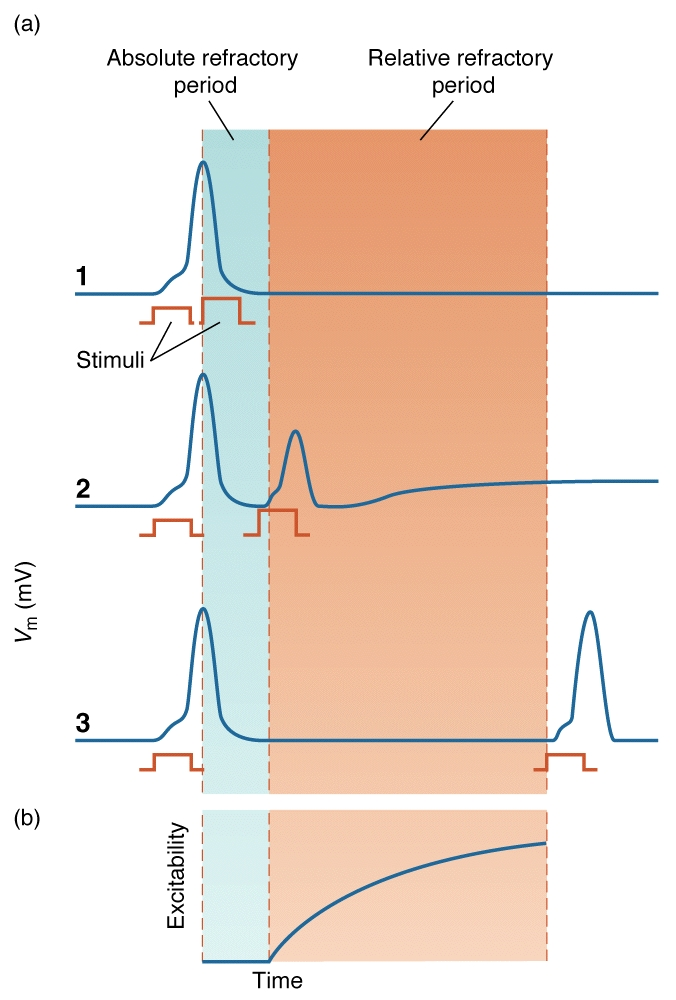 (a)
Absolute refractory
period
Relative refractory
period
1
Stimuli
2
Vm (mV)
3
(b)
Excitability
Time